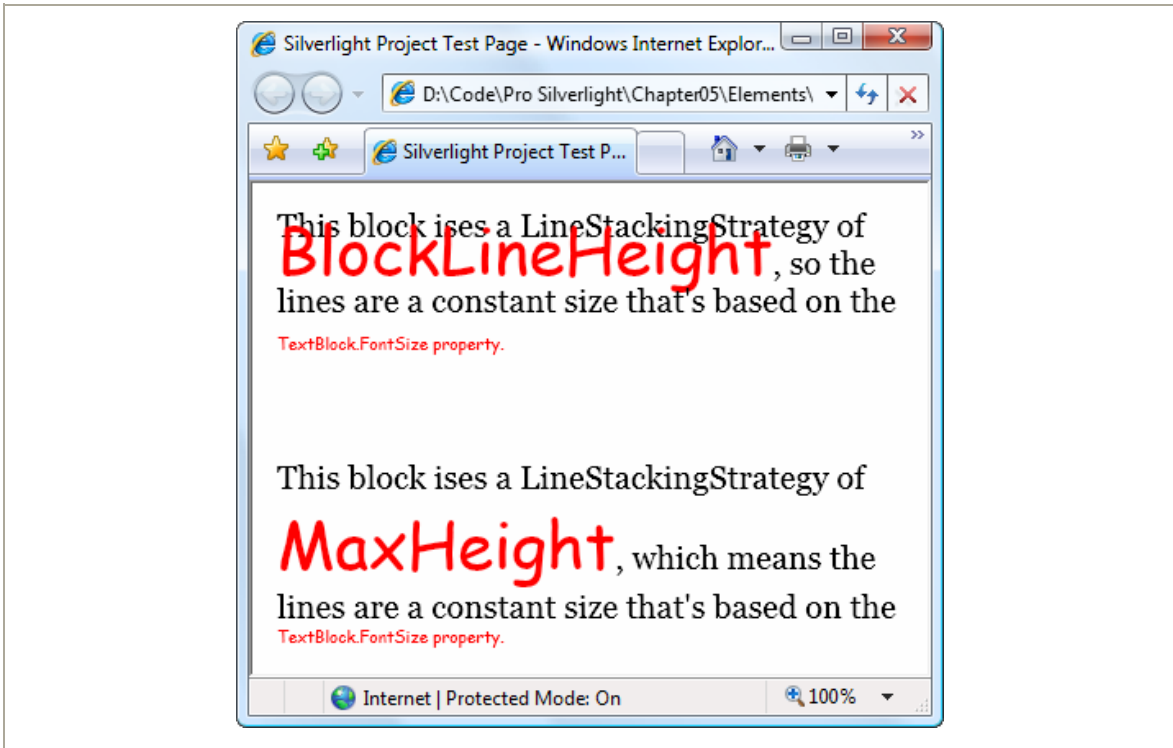 Silverlight Project Test Page - Windows Internet Explor...
D:\Code\Pro Silverlight\Chapter05\Elements\
Silverlight Project Test P...
This block ises a LineStackingStrategy of
BlockLineHeight, so the
lines are a constant size that's based on the
TextBlock.FontSize property.
This block ises a LineStackingStrategy of
MaxHeight, which means the
lines are a constant size that's based on the
TextBlock.FontSize property.
Internet | Protected Mode: On
100%